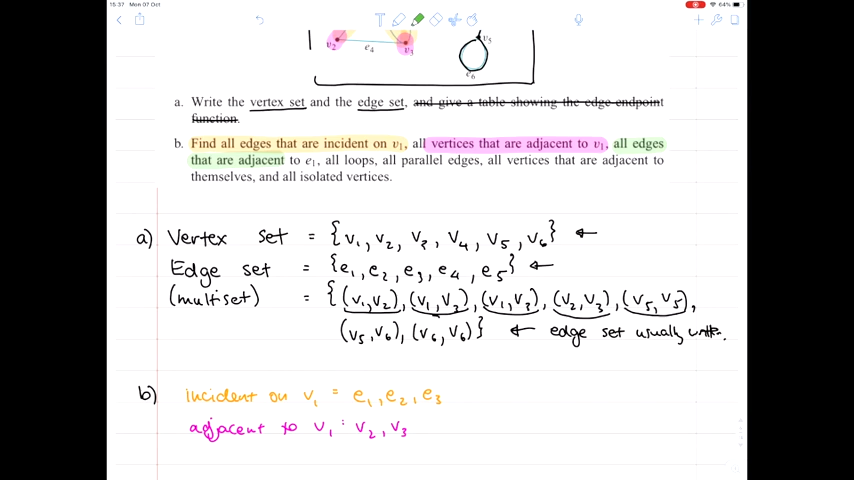 15.37 Mon 07 Oct
64%
v2 e4 v3 v5
e6
a. Write the vertex set and the edge set, and give a table showing the edge endpoint
function.
b. Find all edges that are incident on v1, all vertices that are adjacent to v1, all edges
that are adjacent to e1, all loops, all parallel edges, all vertices that are adjacent to
themselves, and all isolated vertices.
a) Vertex set = {v1, v2, v3, v4, v5, v6} ←
Edge set = {e1, e2, e3, e4, e5} ←
(multiset) = {(v1,v2), (v1,v3), (v1,v3), (v2,v3), (v5,v5),
(v5,v6), (v6,v6)} ← edge set usually written.
b) incident on v1 = e1, e2, e3
adjacent to v1 : v2, v3